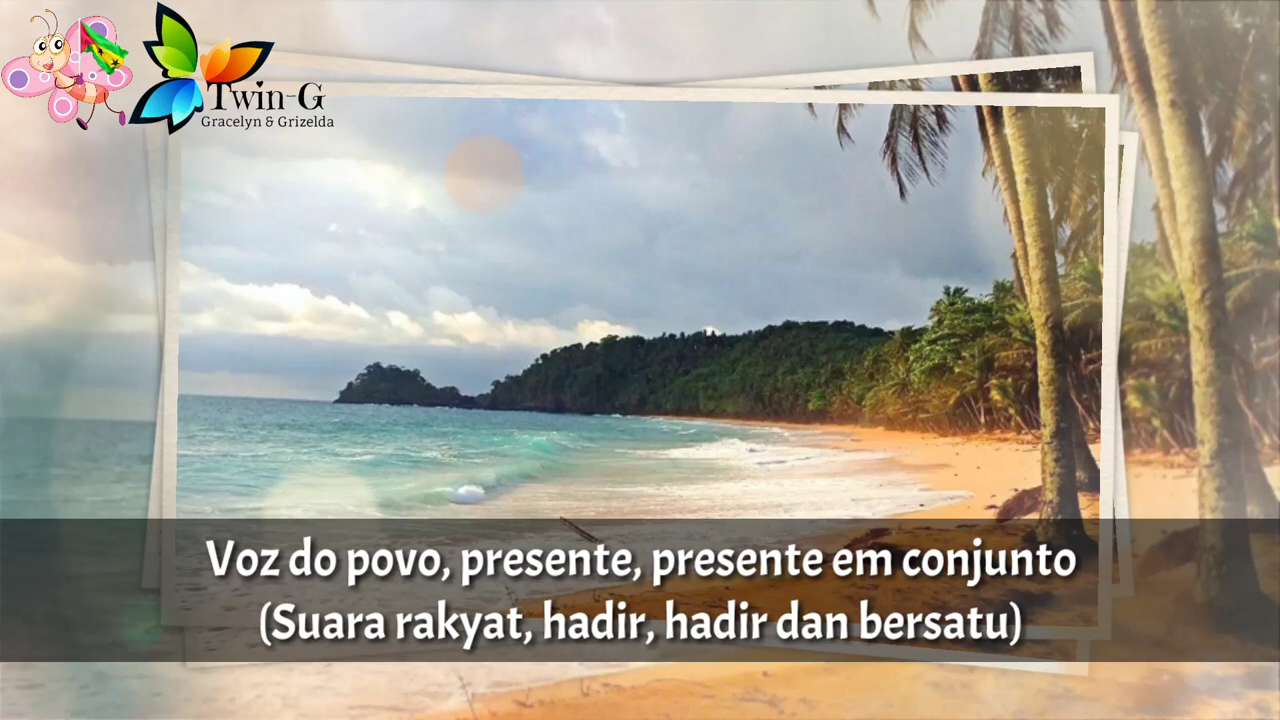 Twin-G
Gracelyn & Grizelda
Voz do povo, presente, presente em conjunto
(Suara rakyat, hadir, hadir dan bersatu)